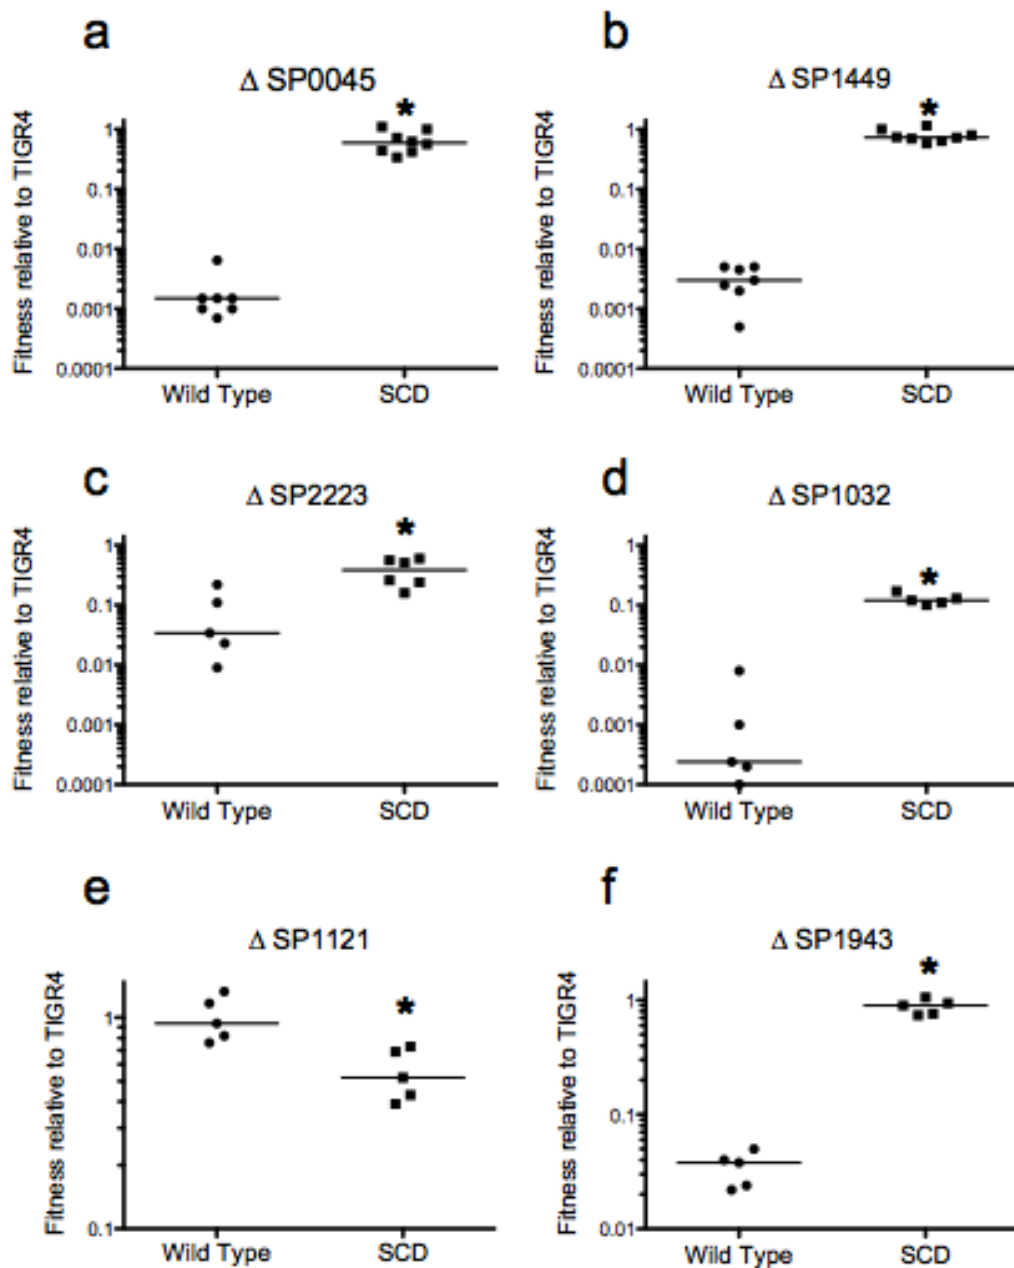 a
Δ SP0045
Fitness relative to TIGR4
1
0.1
0.01
0.001
0.0001
*
Wild Type
SCD
b
Δ SP1449
Fitness relative to TIGR4
1
0.1
0.01
0.001
0.0001
*
Wild Type
SCD
c
Δ SP2223
Fitness relative to TIGR4
1
0.1
0.01
0.001
0.0001
*
Wild Type
SCD
d
Δ SP1032
Fitness relative to TIGR4
1
0.1
0.01
0.001
0.0001
*
Wild Type
SCD
e
Δ SP1121
Fitness relative to TIGR4
1
0.1
*
Wild Type
SCD
f
Δ SP1943
Fitness relative to TIGR4
1
0.1
0.01
*
Wild Type
SCD